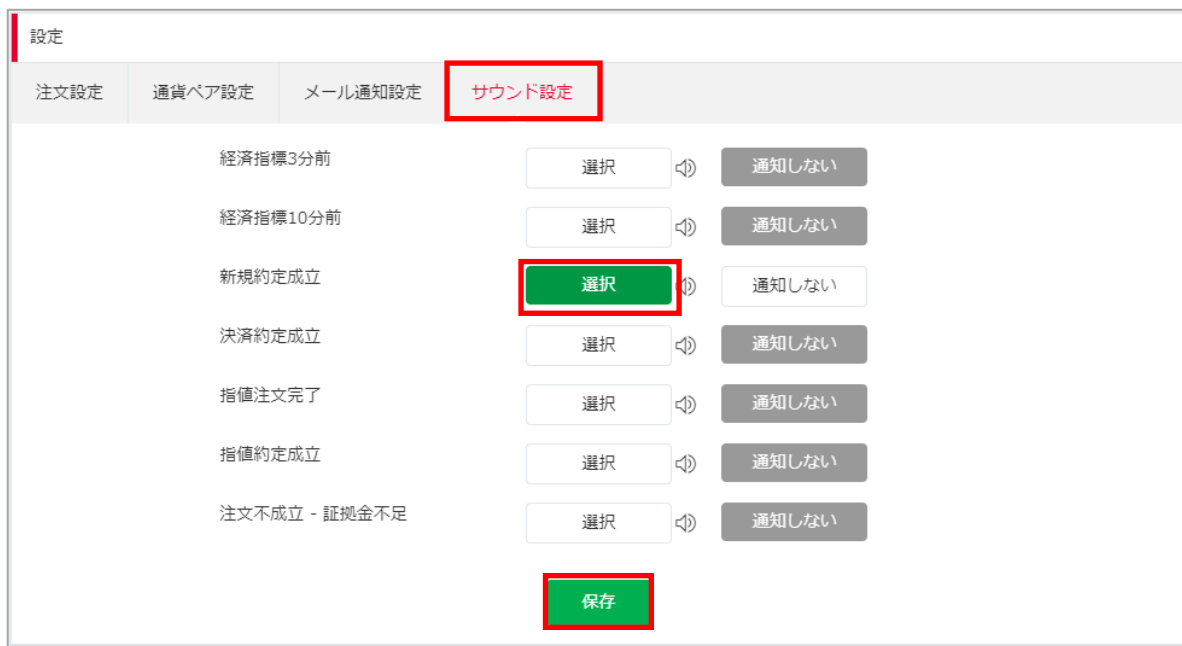 設定
注文設定 通貨ペア設定 メール通知設定 サウンド設定
経済指標3分前 選択 通知しない
経済指標10分前 選択 通知しない
新規約定成立 選択 通知しない
決済約定成立 選択 通知しない
指値注文完了 選択 通知しない
指値約定成立 選択 通知しない
注文不成立 - 証拠金不足 選択 通知しない
保存